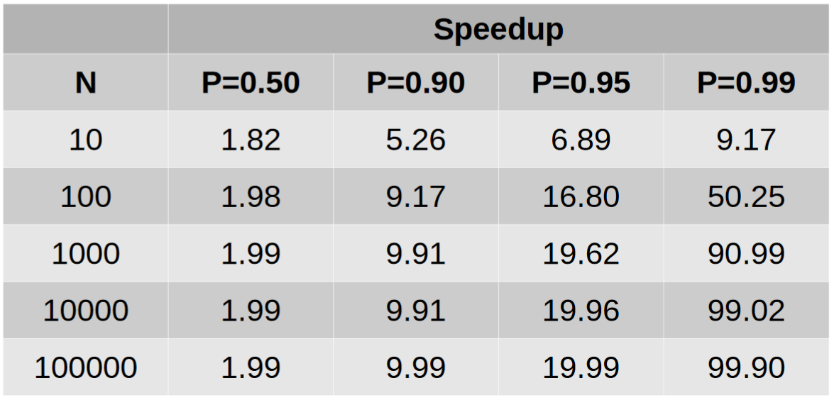 Speedup
N P=0.50 P=0.90 P=0.95 P=0.99
10 1.82 5.26 6.89 9.17
100 1.98 9.17 16.80 50.25
1000 1.99 9.91 19.62 90.99
10000 1.99 9.91 19.96 99.02
100000 1.99 9.99 19.99 99.90